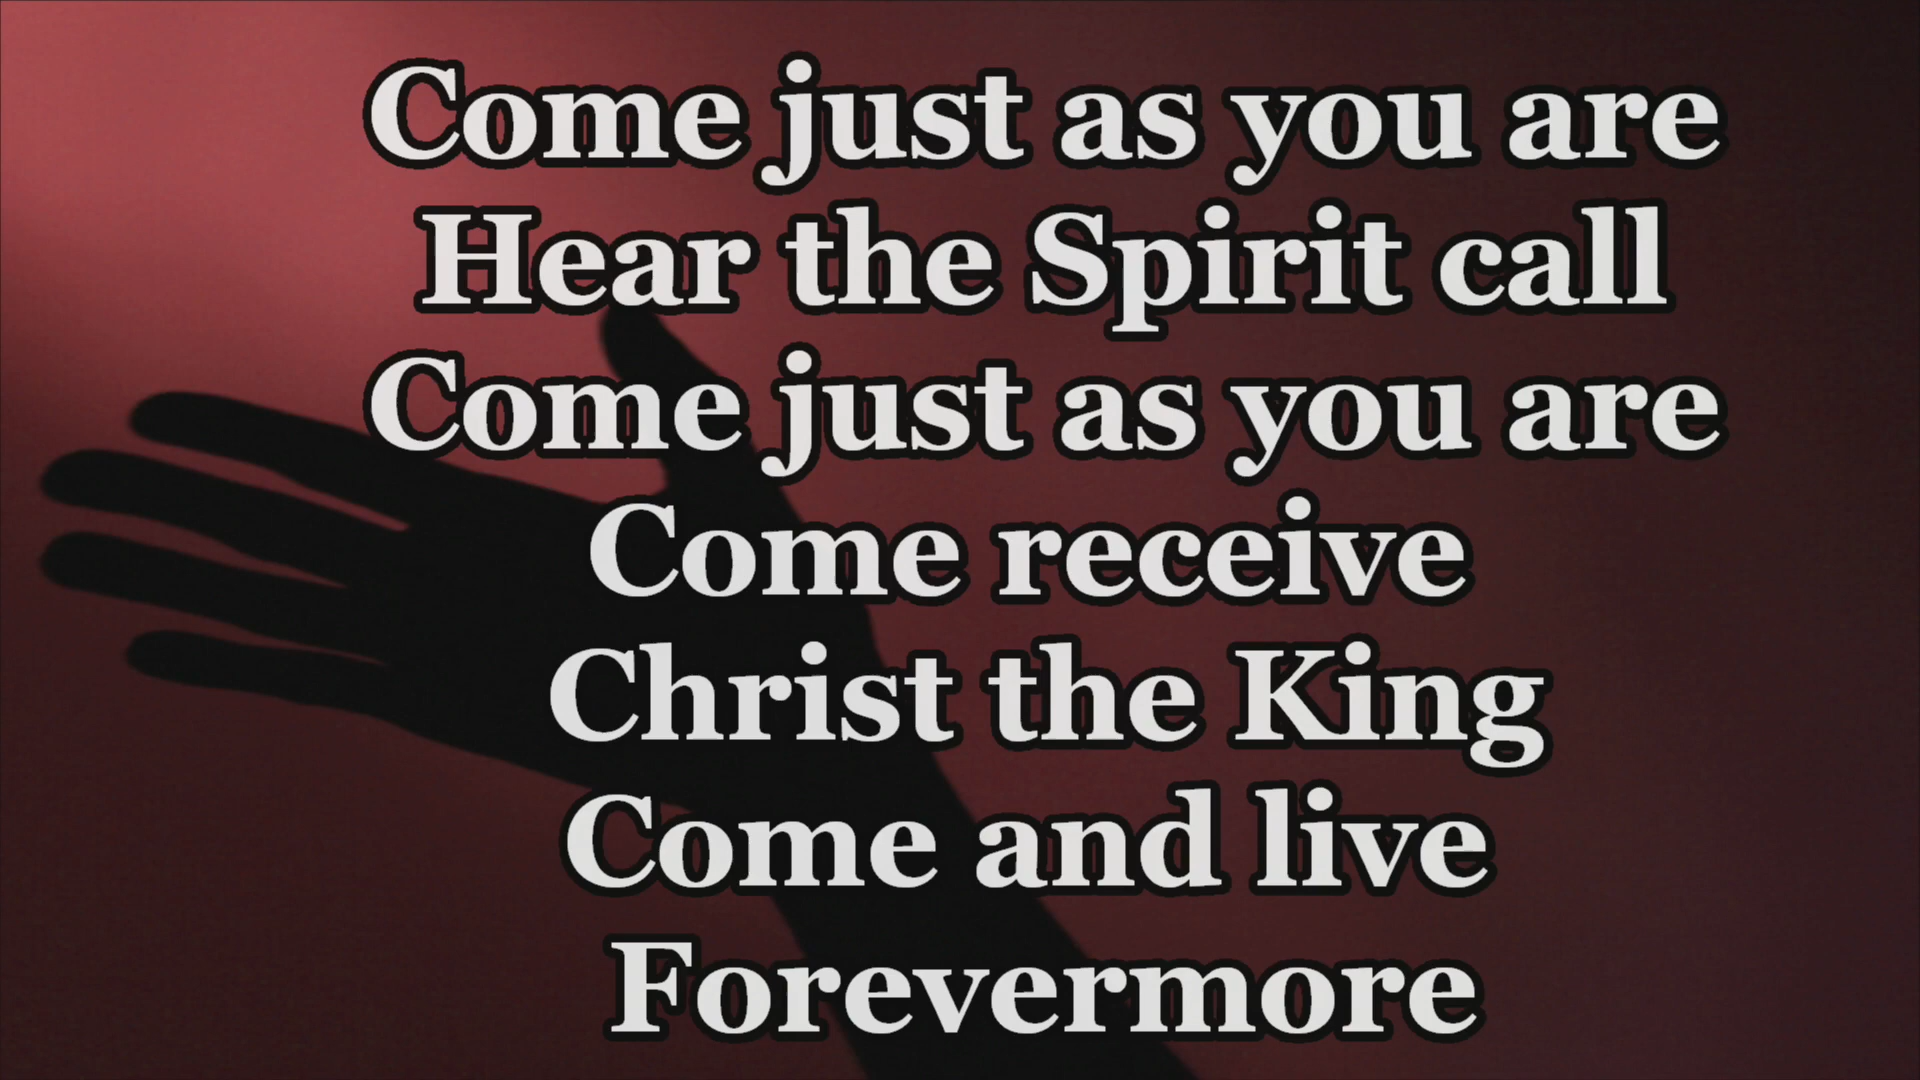 Come just as you are
Hear the Spirit call
Come just as you are
Come receive
Christ the King
Come and live
Forevermore